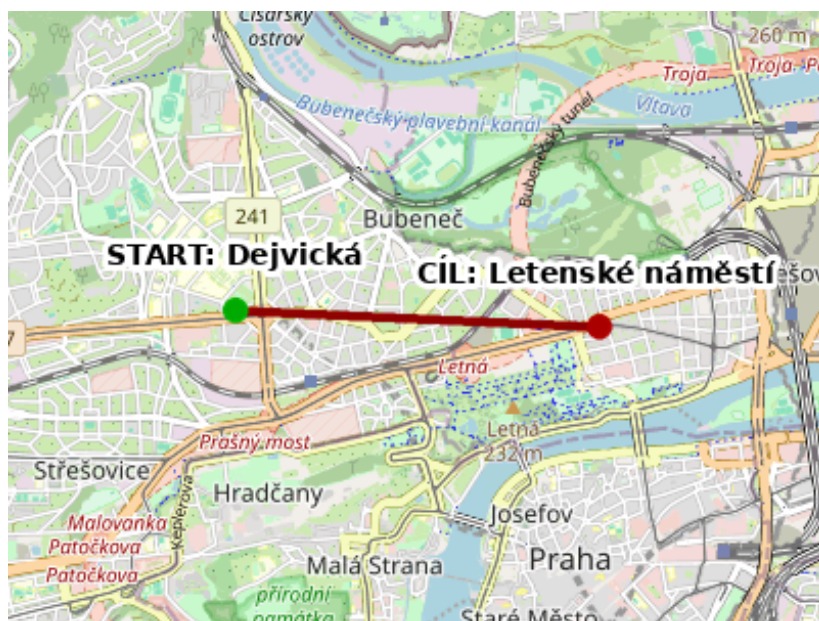 Císařský
ostrov
260 m
Troja
Troja
Vltava
Bubenečský plavební kanál
Bubenečský tunel
241
Bubeneč
START: Dejvická
CÍL: Letenské náměstí
7
Letná
Letná
232 m
Prašný most
Střešovice
Keplerova
Hradčany
Malovanka
Patočkova
Patočkova
Josefov
Praha
Malá Strana
přírodní
památka
Staré Město